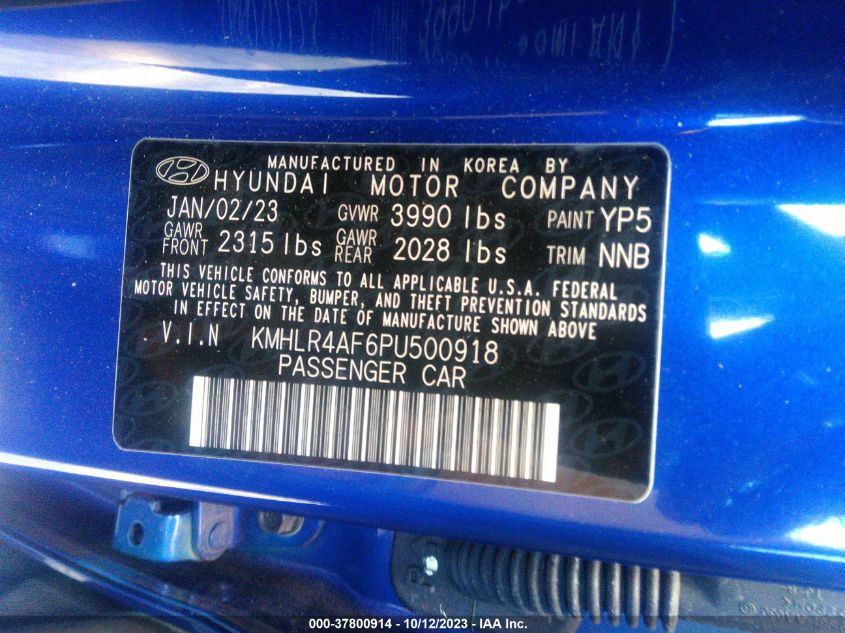 MANUFACTURED IN KOREA BY
HYUNDAI MOTOR COMPANY
JAN/02/23 GVWR 3990 lbs PAINT YP5
GAWR FRONT 2315 lbs GAWR REAR 2028 lbs TRIM NNB
THIS VEHICLE CONFORMS TO ALL APPLICABLE U.S.A. FEDERAL
MOTOR VEHICLE SAFETY, BUMPER, AND THEFT PREVENTION STANDARDS
IN EFFECT ON THE DATE OF MANUFACTURE SHOWN ABOVE
V.I.N KMHLR4AF6PU500918
PASSENGER CAR
000-37800914 - 10/12/2023 - IAA Inc.